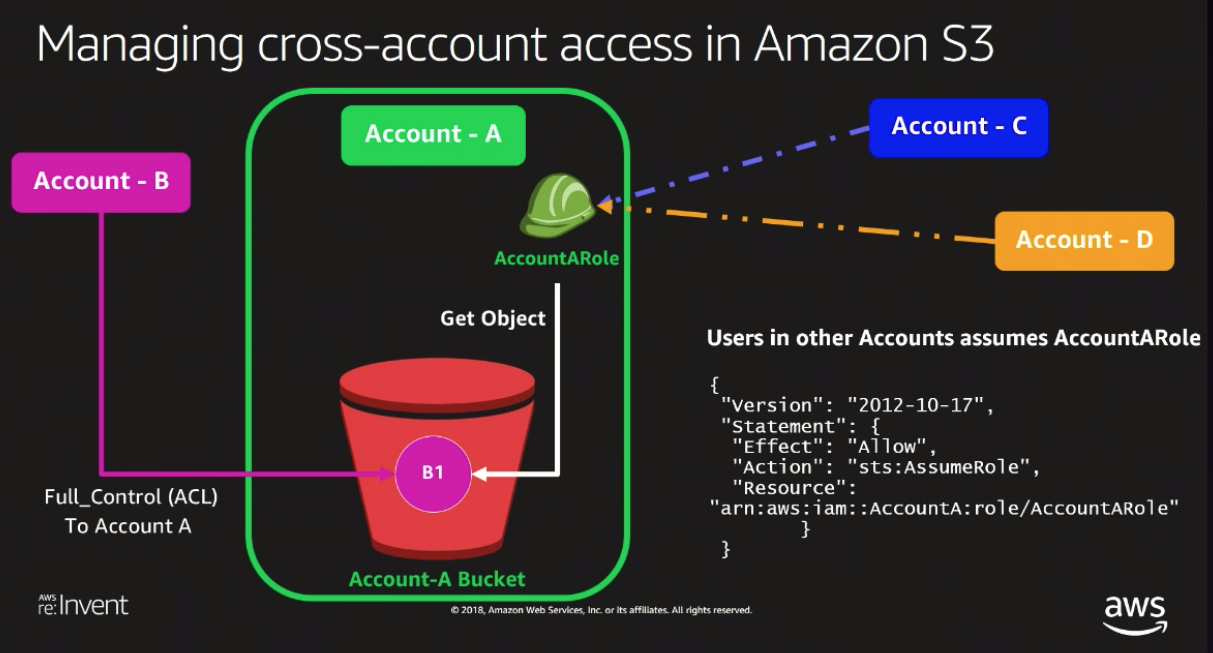 Managing cross-account access in Amazon S3
Account - A
Account - C
Account - B
Account - D
AccountARole
Get Object
Users in other Accounts assumes AccountARole
{
"Version": "2012-10-17",
"Statement": {
"Effect": "Allow",
"Action": "sts:AssumeRole",
"Resource":
"arn:aws:iam::AccountA:role/AccountARole"
}
}
B1
Full_Control (ACL)
To Account A
Account-A Bucket
AWS
re:Invent
© 2018, Amazon Web Services, Inc. or its affiliates. All rights reserved.
aws